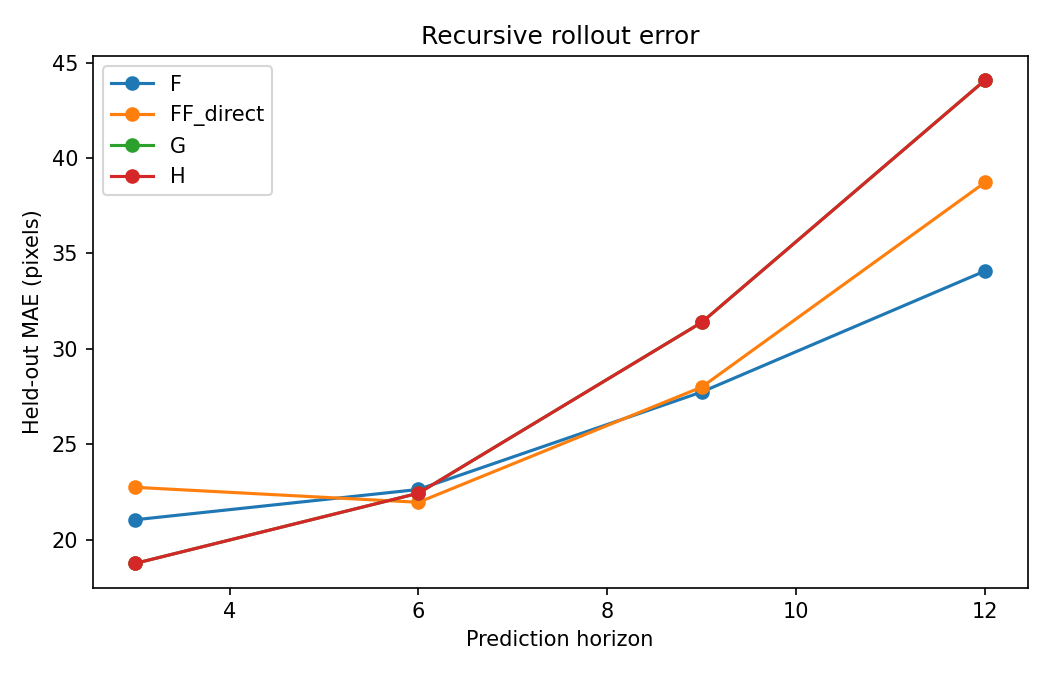 Recursive rollout error
45
40
35
30
25
20
Held-out MAE (pixels)
F
FF_direct
G
H
4 6 8 10 12
Prediction horizon